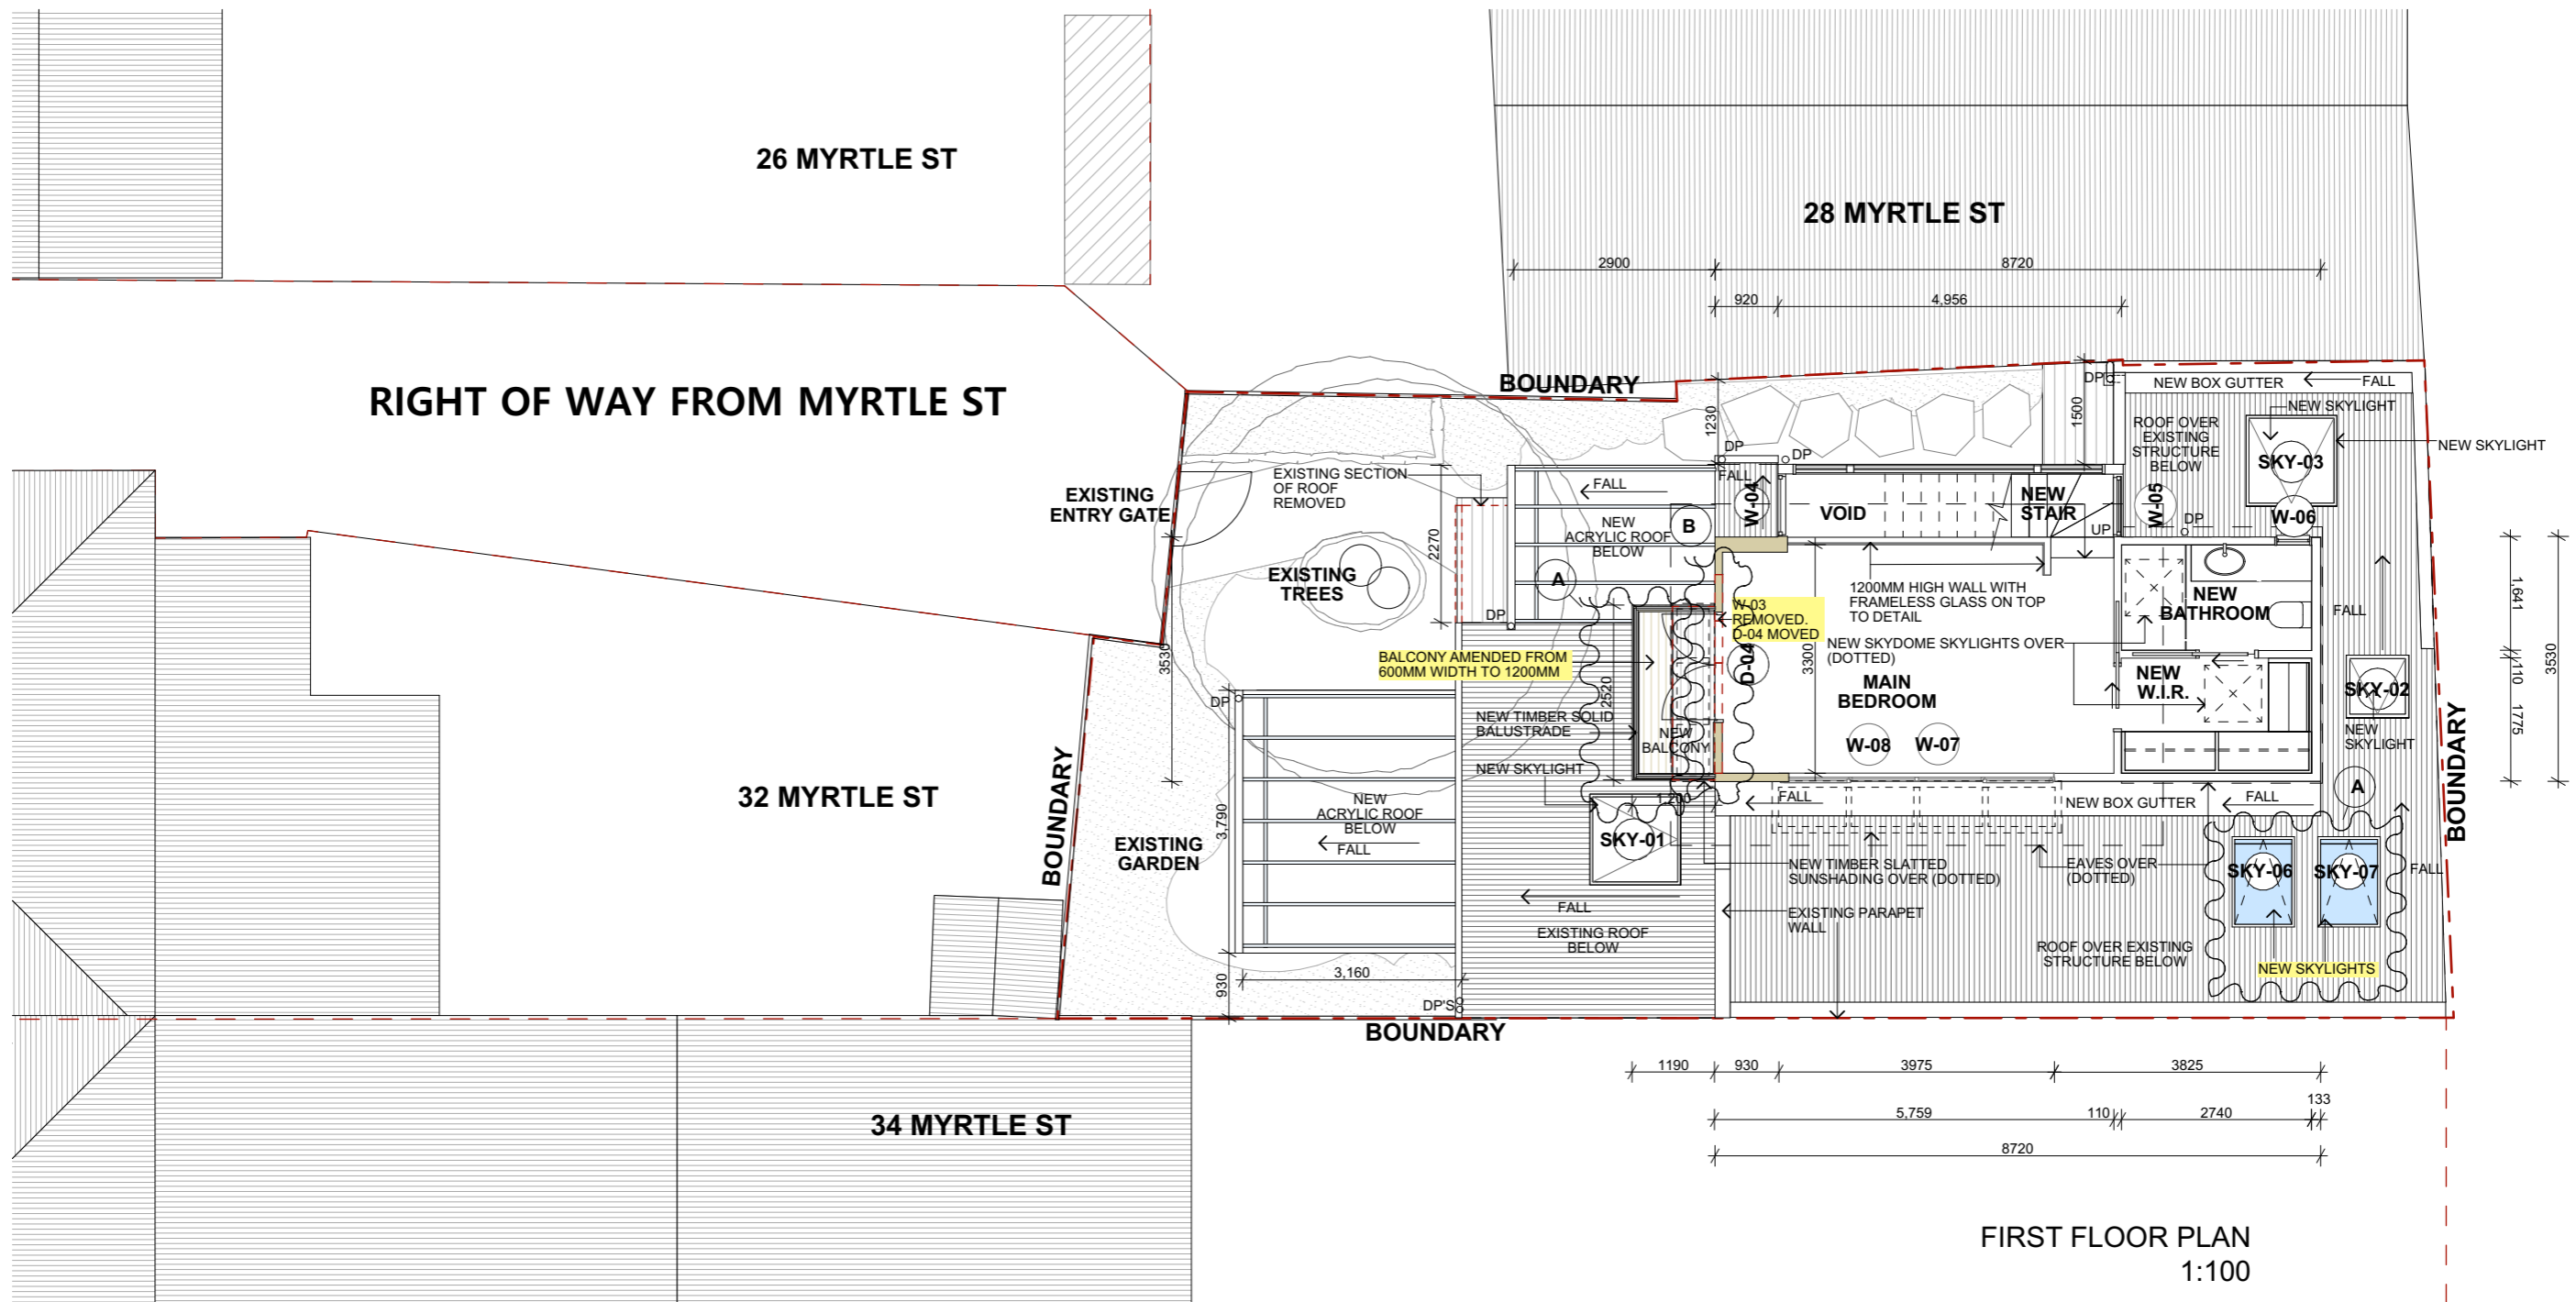 26 MYRTLE ST
28 MYRTLE ST
2900
8720
920
4,956
RIGHT OF WAY FROM MYRTLE ST
BOUNDARY
1230
1500
DP
NEW BOX GUTTER
FALL
NEW SKYLIGHT
NEW SKYLIGHT
ROOF OVER
EXISTING
STRUCTURE
BELOW
SKY-03
DP
DP
EXISTING SECTION
OF ROOF
REMOVED
FALL
FALL
W-04
VOID
NEW
STAIR
UP
W-05
DP
W-06
EXISTING
ENTRY GATE
NEW
ACRYLIC ROOF
BELOW
B
2270
A
EXISTING
TREES
DP
1200MM HIGH WALL WITH
FRAMELESS GLASS ON TOP
TO DETAIL
NEW
BATHROOM
FALL
1,641
110
1775
3530
W-03
REMOVED.
D-04 MOVED
NEW SKYDOME SKYLIGHTS OVER
(DOTTED)
BALCONY AMENDED FROM
600MM WIDTH TO 1200MM
3530
D-04
3300
2520
MAIN
BEDROOM
NEW
W.I.R.
SKY-02
NEW
SKYLIGHT
DP
NEW TIMBER SOLID
BALUSTRADE
NEW
BALCONY
W-08
W-07
BOUNDARY
BOUNDARY
32 MYRTLE ST
NEW SKYLIGHT
1,200
FALL
NEW BOX GUTTER
FALL
A
3,790
NEW
ACRYLIC ROOF
BELOW
FALL
SKY-01
EXISTING
GARDEN
NEW TIMBER SLATTED
SUNSHADING OVER (DOTTED)
EAVES OVER
(DOTTED)
SKY-06
SKY-07
FALL
FALL
EXISTING PARAPET
WALL
EXISTING ROOF
BELOW
ROOF OVER EXISTING
STRUCTURE BELOW
NEW SKYLIGHTS
930
3,160
DP'S
BOUNDARY
1190
930
3975
3825
133
5,759
110
2740
8720
34 MYRTLE ST
FIRST FLOOR PLAN
1:100